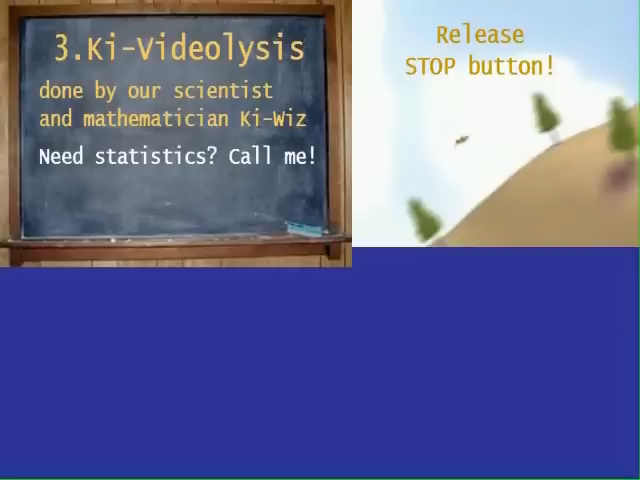 3.Ki-Videolysis
done by our scientist
and mathematician Ki-Wiz
Need statistics? Call me!
Release
STOP button!